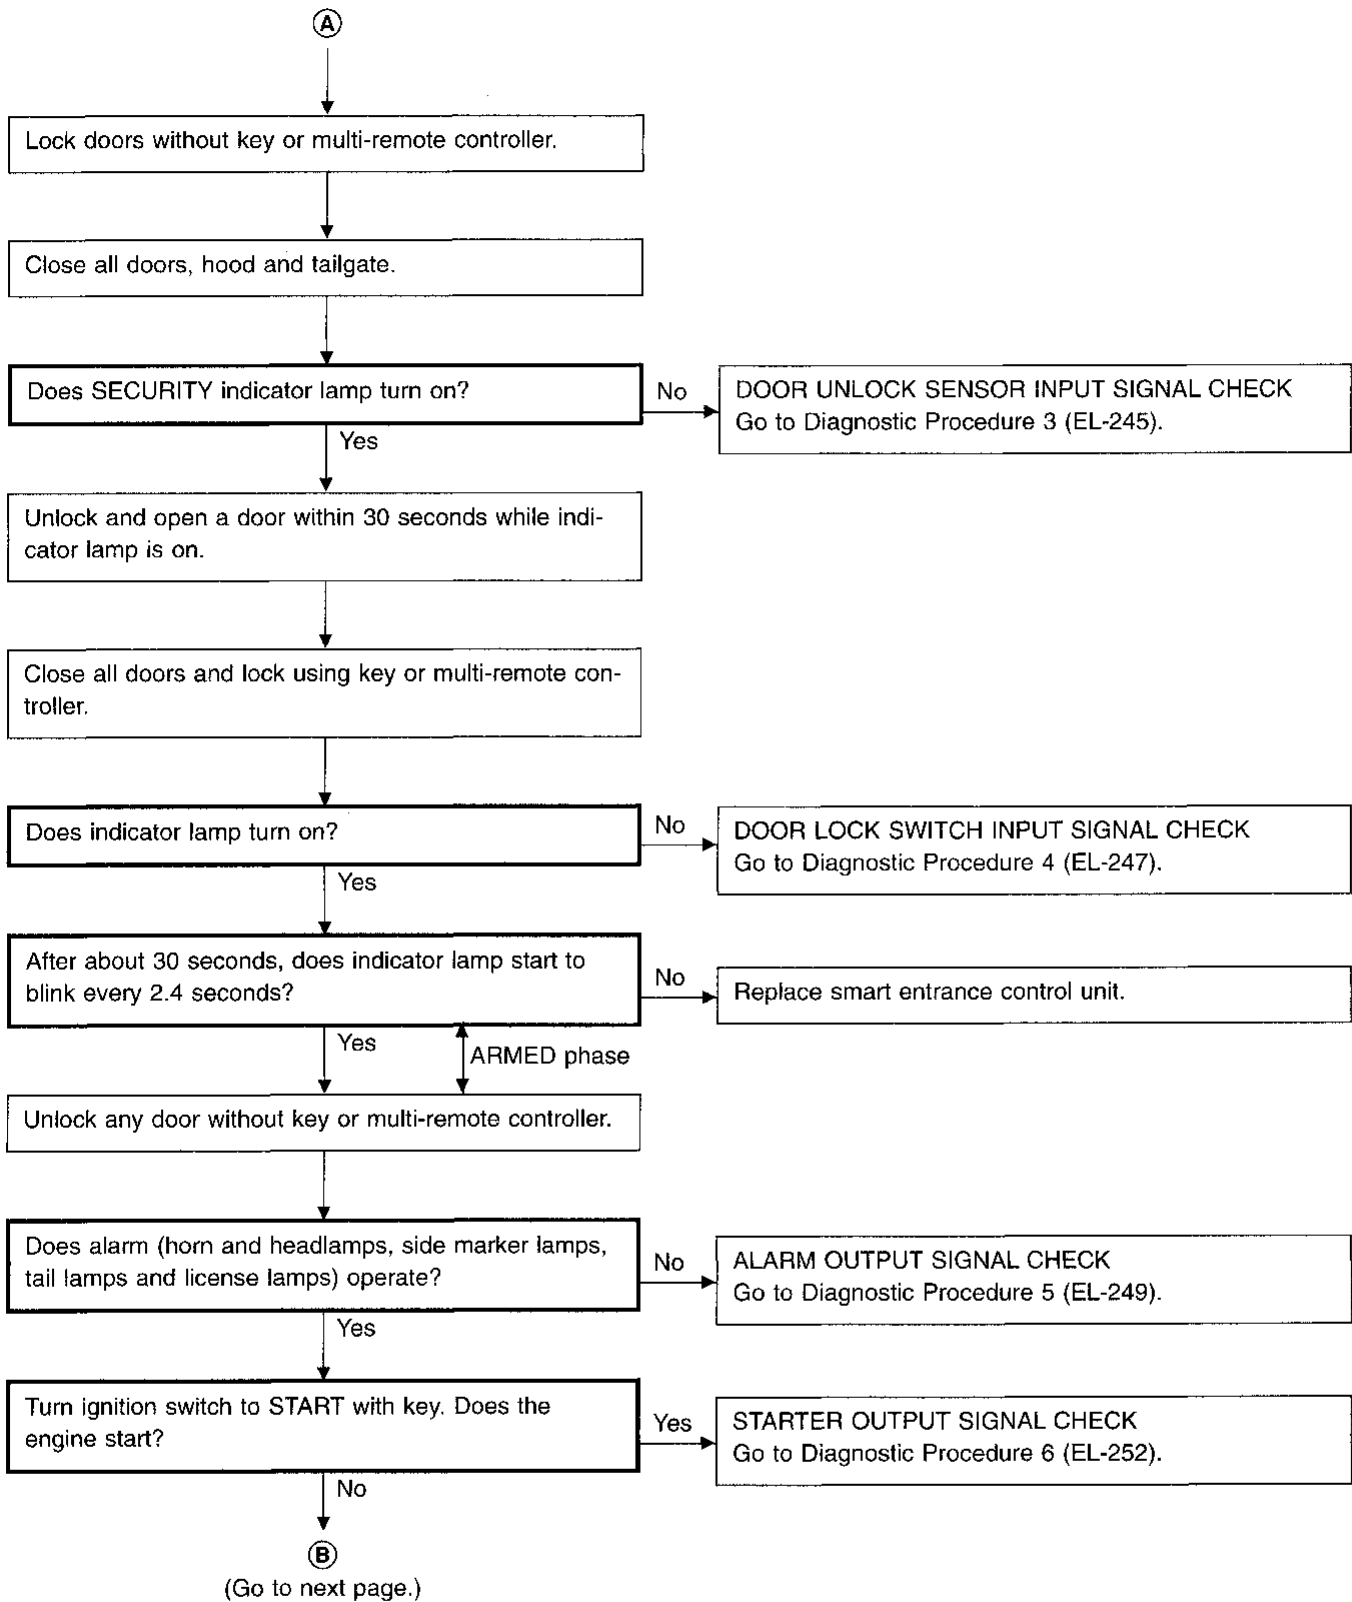 A
Lock doors without key or multi-remote controller.
Close all doors, hood and tailgate.
Does SECURITY indicator lamp turn on?
No
DOOR UNLOCK SENSOR INPUT SIGNAL CHECK
Go to Diagnostic Procedure 3 (EL-245).
Yes
Unlock and open a door within 30 seconds while indi-
cator lamp is on.
Close all doors and lock using key or multi-remote con-
troller.
Does indicator lamp turn on?
No
DOOR LOCK SWITCH INPUT SIGNAL CHECK
Go to Diagnostic Procedure 4 (EL-247).
Yes
After about 30 seconds, does indicator lamp start to
blink every 2.4 seconds?
No
Replace smart entrance control unit.
Yes
ARMED phase
Unlock any door without key or multi-remote controller.
Does alarm (horn and headlamps, side marker lamps,
tail lamps and license lamps) operate?
No
ALARM OUTPUT SIGNAL CHECK
Go to Diagnostic Procedure 5 (EL-249).
Yes
Turn ignition switch to START with key. Does the
engine start?
Yes
STARTER OUTPUT SIGNAL CHECK
Go to Diagnostic Procedure 6 (EL-252).
No
B
(Go to next page.)